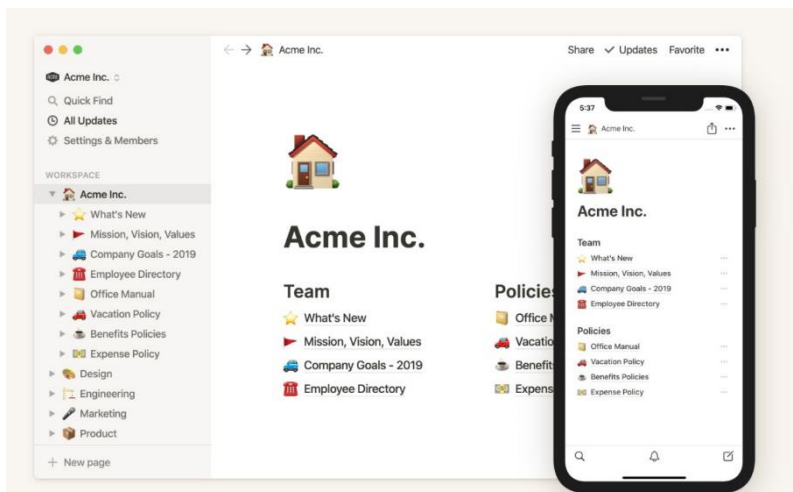 Acme Inc.
Quick Find
All Updates
Settings & Members
WORKSPACE
Acme Inc.
What's New
Mission, Vision, Values
Company Goals - 2019
Employee Directory
Office Manual
Vacation Policy
Benefits Policies
Expense Policy
Design
Engineering
Marketing
Product
New page
Acme Inc.
Share Updates Favorite
Acme Inc.
Team
What's New
Mission, Vision, Values
Company Goals - 2019
Employee Directory
Policies
Office M
Vacatio
Benefit
Expens
5:37
Acme Inc.
Acme Inc.
Team
What's New
Mission, Vision, Values
Company Goals - 2019
Employee Directory
Policies
Office Manual
Vacation Policy
Benefits Policies
Expense Policy